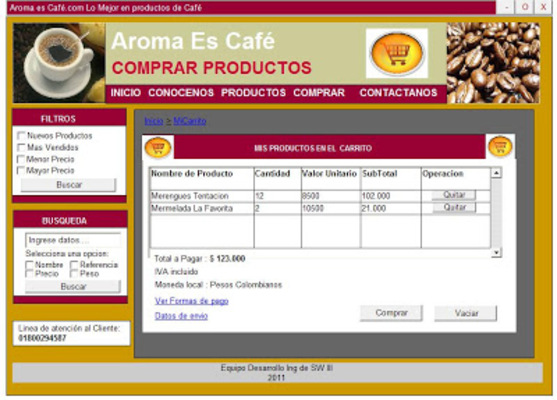 Aroma es Café.com Lo Mejor en productos de Café
- O X
Aroma Es Café
COMPRAR PRODUCTOS
INICIO CONOCENOS PRODUCTOS COMPRAR CONTACTANOS
FILTROS
Nuevos Productos
Mas Vendidos
Menor Precio
Mayor Precio
Buscar
BUSQUEDA
Ingrese datos....
Selecciona una opcion:
Nombre Referencia
Precio Peso
Buscar
Linea de atención al Cliente:
01800294587
Inicio > MiCarrito
MIS PRODUCTOS EN EL CARRITO
Nombre de Producto Cantidad Valor Unitario SubTotal Operacion
Merengues Tentacion 12 8500 102.000 Quitar
Mermelada La Favorita 2 10500 21.000 Quitar
Total a Pagar : $ 123.000
IVA incluido
Moneda local : Pesos Colombianos
Ver Formas de pago
Datos de envio
Comprar Vaciar
Equipo Desarrollo Ing de SW III
2011